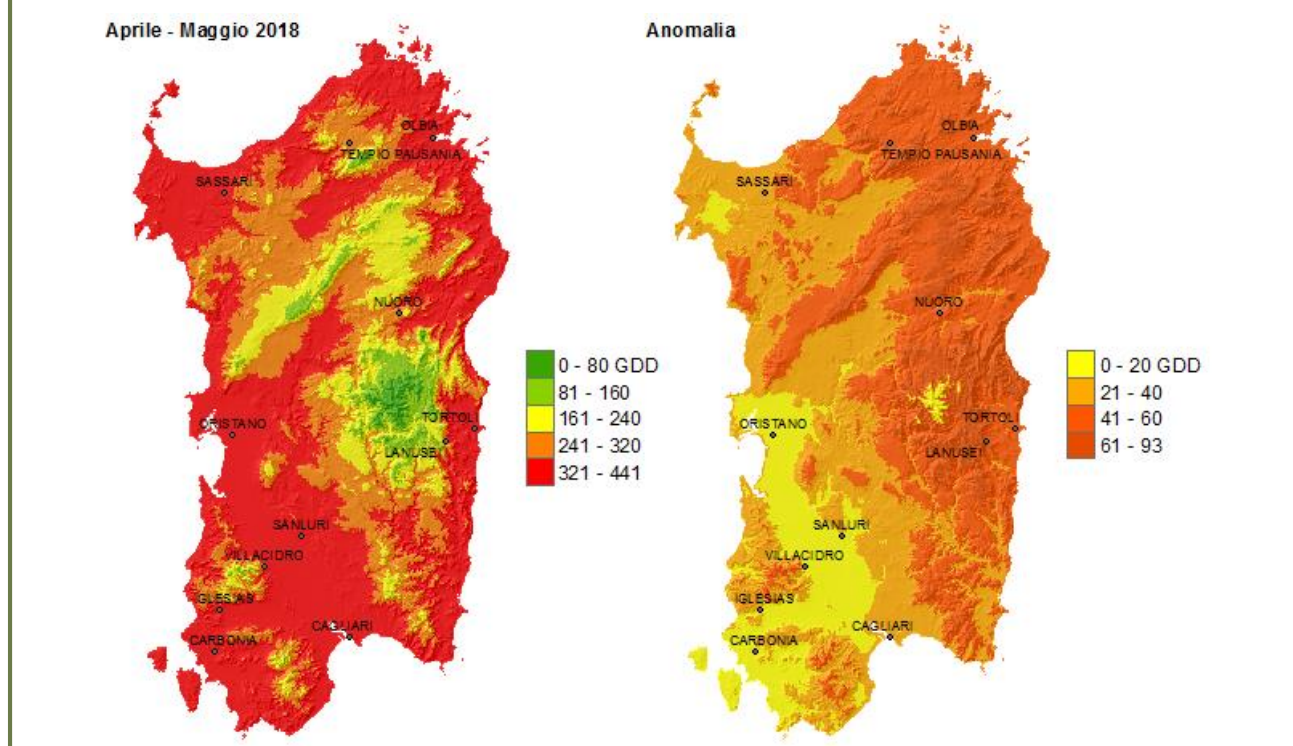 Aprile - Maggio 2018
OLBIA
TEMPIO PAUSANIA
SASSARI
NUORO
ORISTANO
TORTOLI
LANUSEI
SANLURI
VILLACIDRO
IGLESIAS
CAGLIARI
CARBONIA
0 - 80 GDD
81 - 160
161 - 240
241 - 320
321 - 441
Anomalia
OLBIA
TEMPIO PAUSANIA
SASSARI
NUORO
ORISTANO
TORTOLI
LANUSEI
SANLURI
VILLACIDRO
IGLESIAS
CAGLIARI
CARBONIA
0 - 20 GDD
21 - 40
41 - 60
61 - 93